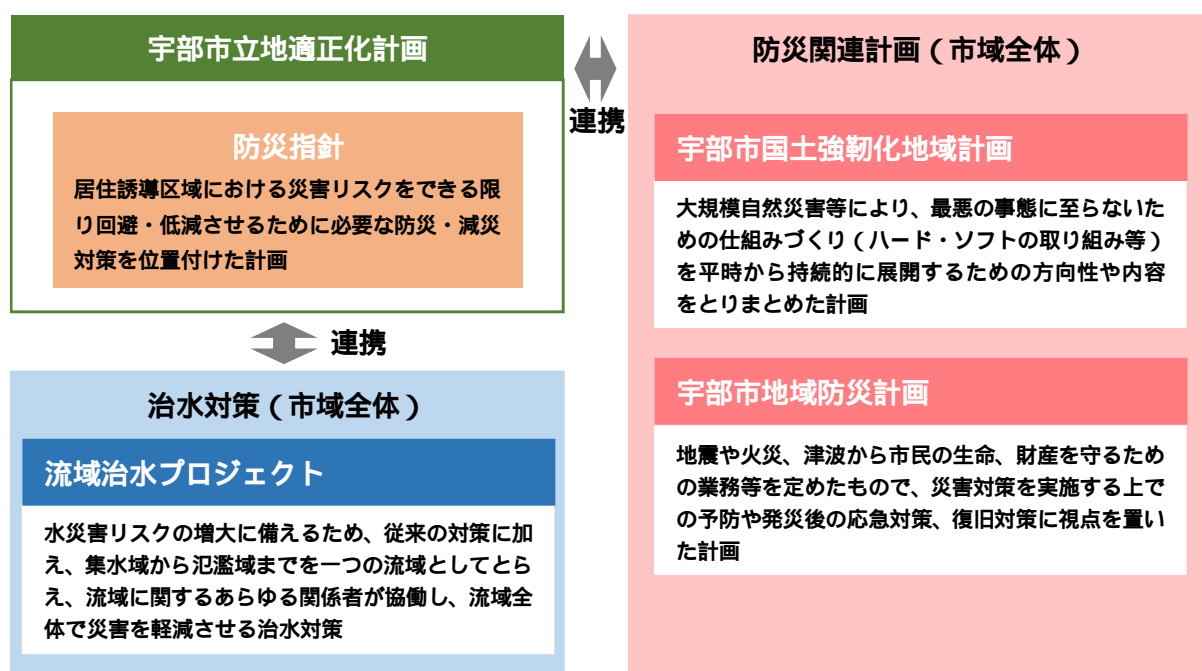 宇部市立地適正化計画
防災指針
居住誘導区域における災害リスクをできる限
り回避・低減させるために必要な防災・減災
対策を位置付けた計画
連携
治水対策（市域全体）
流域治水プロジェクト
水災害リスクの増大に備えるため、従来の対策に加
え、集水域から氾濫域までを一つの流域としてとら
え、流域に関するあらゆる関係者が協働し、流域全
体で災害を軽減させる治水対策
連携
防災関連計画（市域全体）
宇部市国土強靭化地域計画
大規模自然災害等により、最悪の事態に至らないた
めの仕組みづくり（ハード・ソフトの取り組み等）
を平時から持続的に展開するための方向性や内容
をとりまとめた計画
宇部市地域防災計画
地震や火災、津波から市民の生命、財産を守るため
の業務等を定めたもので、災害対策を実施する上で
の予防や発災後の応急対策、復旧対策に視点を置い
た計画